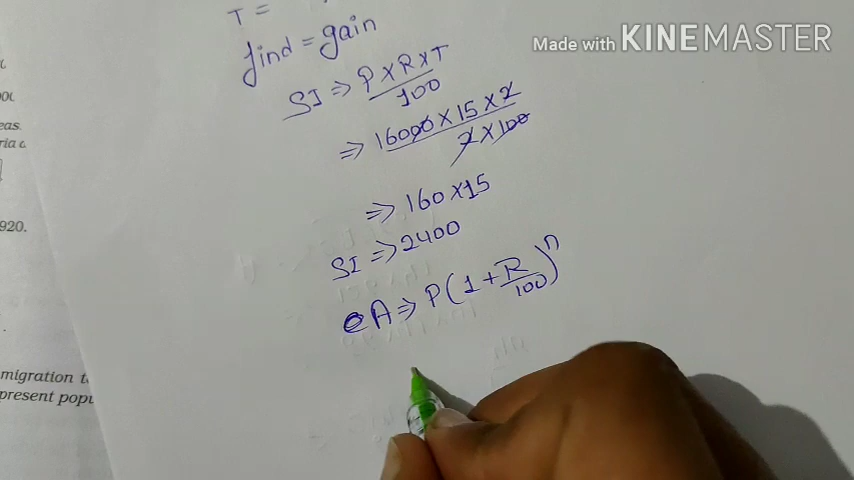 T =
find = gain
Made with KINEMASTER
SI ⇒ P×R×T
100
⇒ 16000 × 15 × 2
2 × 100
⇒ 160 × 15
SI ⇒ 2400
A ⇒ P(1 + R/100)^n
920.
migration t
present popu